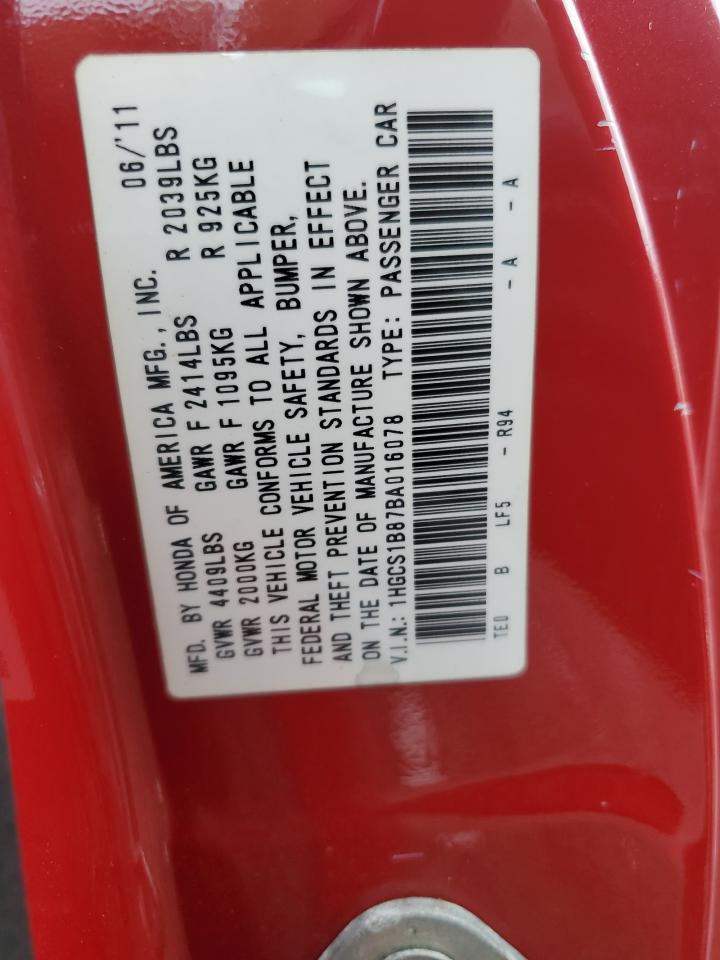 MFD. BY HONDA OF AMERICA MFG., INC. 06/'11
GVWR 4409LBS GAWR F 2414LBS R 2039LBS
GVWR 2000KG GAWR F 1095KG R 925KG
THIS VEHICLE CONFORMS TO ALL APPLICABLE
FEDERAL MOTOR VEHICLE SAFETY, BUMPER,
AND THEFT PREVENTION STANDARDS IN EFFECT
ON THE DATE OF MANUFACTURE SHOWN ABOVE.
V.I.N.: 1HGCS1B87BA016078 TYPE: PASSENGER CAR
TE0 B LF5 - R94 - A - A